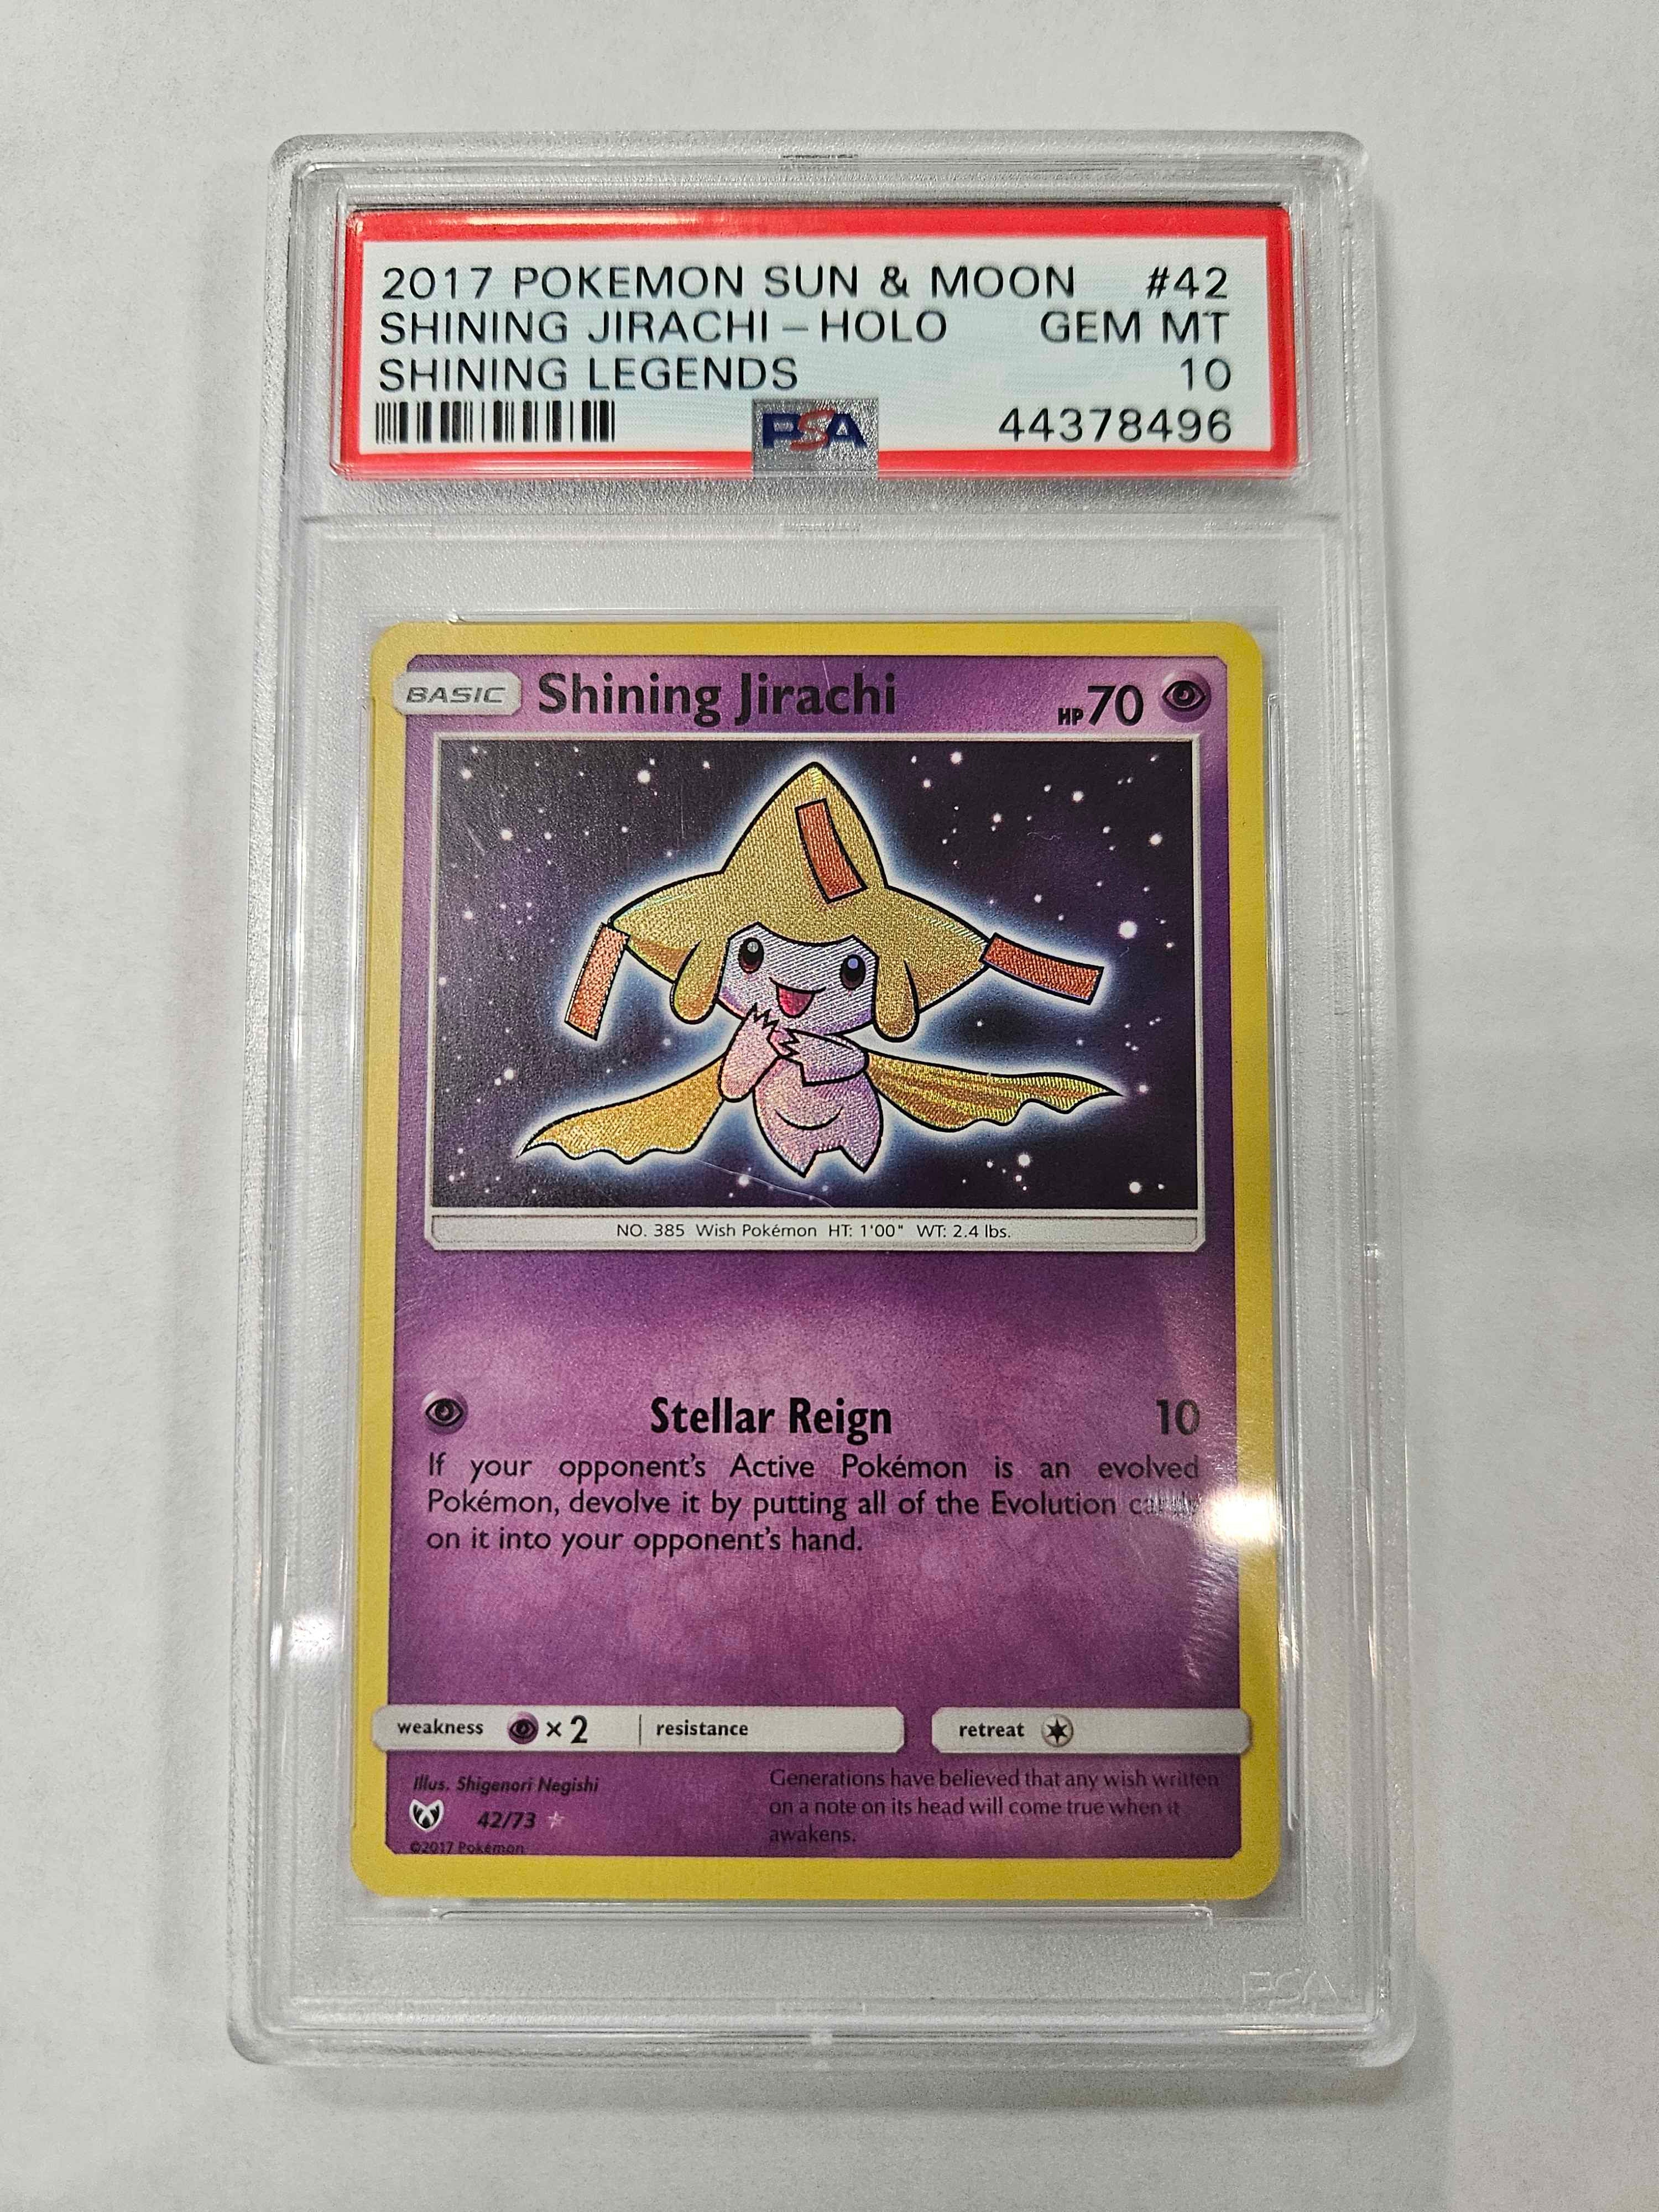 2017 POKEMON SUN & MOON #42
SHINING JIRACHI – HOLO GEM MT
SHINING LEGENDS 10
PSA 44378496
BASIC Shining Jirachi HP 70
NO. 385 Wish Pokémon HT: 1'00" WT: 2.4 lbs.
Stellar Reign 10
If your opponent's Active Pokémon is an evolved
Pokémon, devolve it by putting all of the Evolution cards
on it into your opponent's hand.
weakness × 2 resistance retreat
Illus. Shigenori Negishi
42/73
©2017 Pokémon
Generations have believed that any wish written
on a note on its head will come true when it
awakens.
PSA